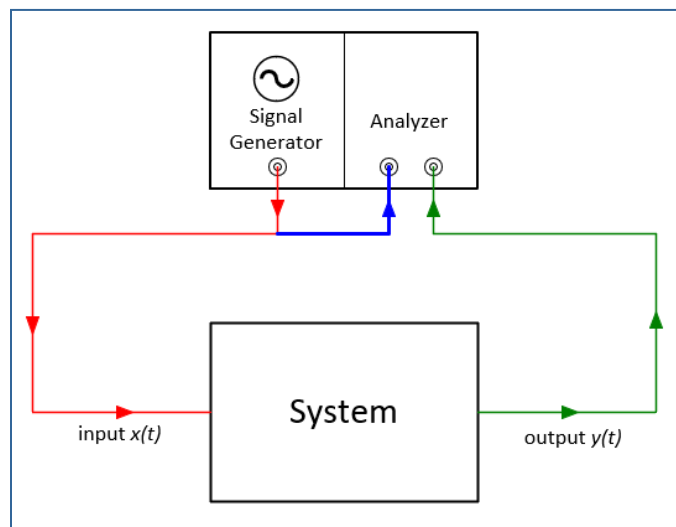 Signal
Generator
Analyzer
System
input x(t)
output y(t)